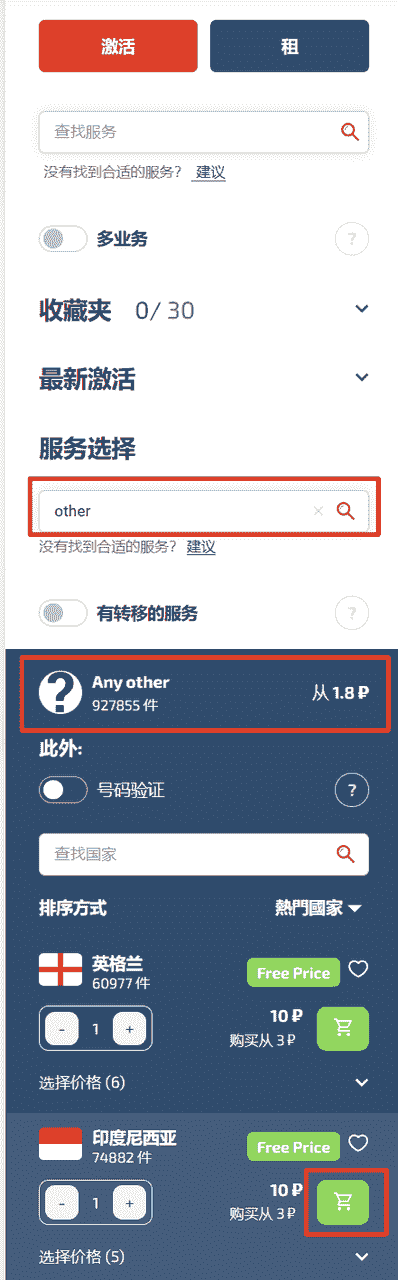 激活
租
查找服务
没有找到合适的服务? 建议
多业务
?
收藏夹 0/ 30
最新激活
服务选择
other ×
没有找到合适的服务? 建议
有转移的服务
?
?
Any other
927855 件
从 1.8 ₽
此外:
号码验证
?
查找国家
排序方式
熱門國家
英格兰
60977 件
Free Price
- 1 +
10 ₽
购买从 3 ₽
选择价格 (6)
印度尼西亚
74882 件
Free Price
- 1 +
10 ₽
购买从 3 ₽
选择价格 (5)